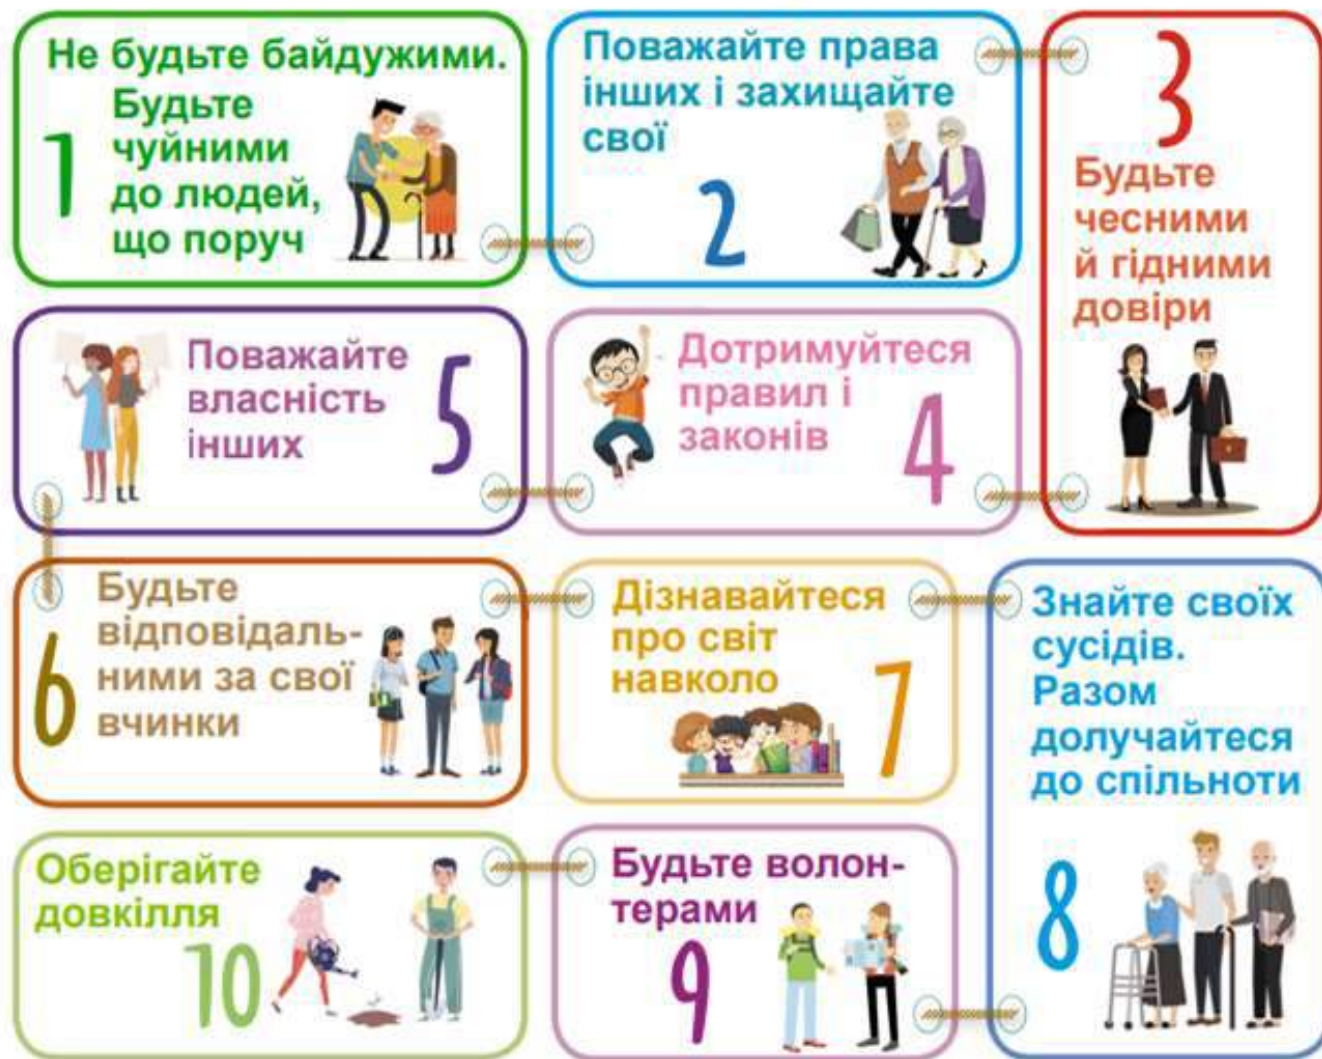 Не будьте байдужими.
1
Будьте
чуйними
до людей,
що поруч
Поважайте права
інших і захищайте
свої
2
3
Будьте
чесними
й гідними
довіри
Дотримуйтеся
правил і
законів
4
Поважайте
власність
інших
5
Будьте
відповідаль-
ними за свої
вчинки
6
Дізнавайтеся
про світ
навколо
7
Знайте своїх
сусідів.
Разом
долучайтеся
до спільноти
8
Будьте волон-
терами
9
Оберігайте
довкілля
10